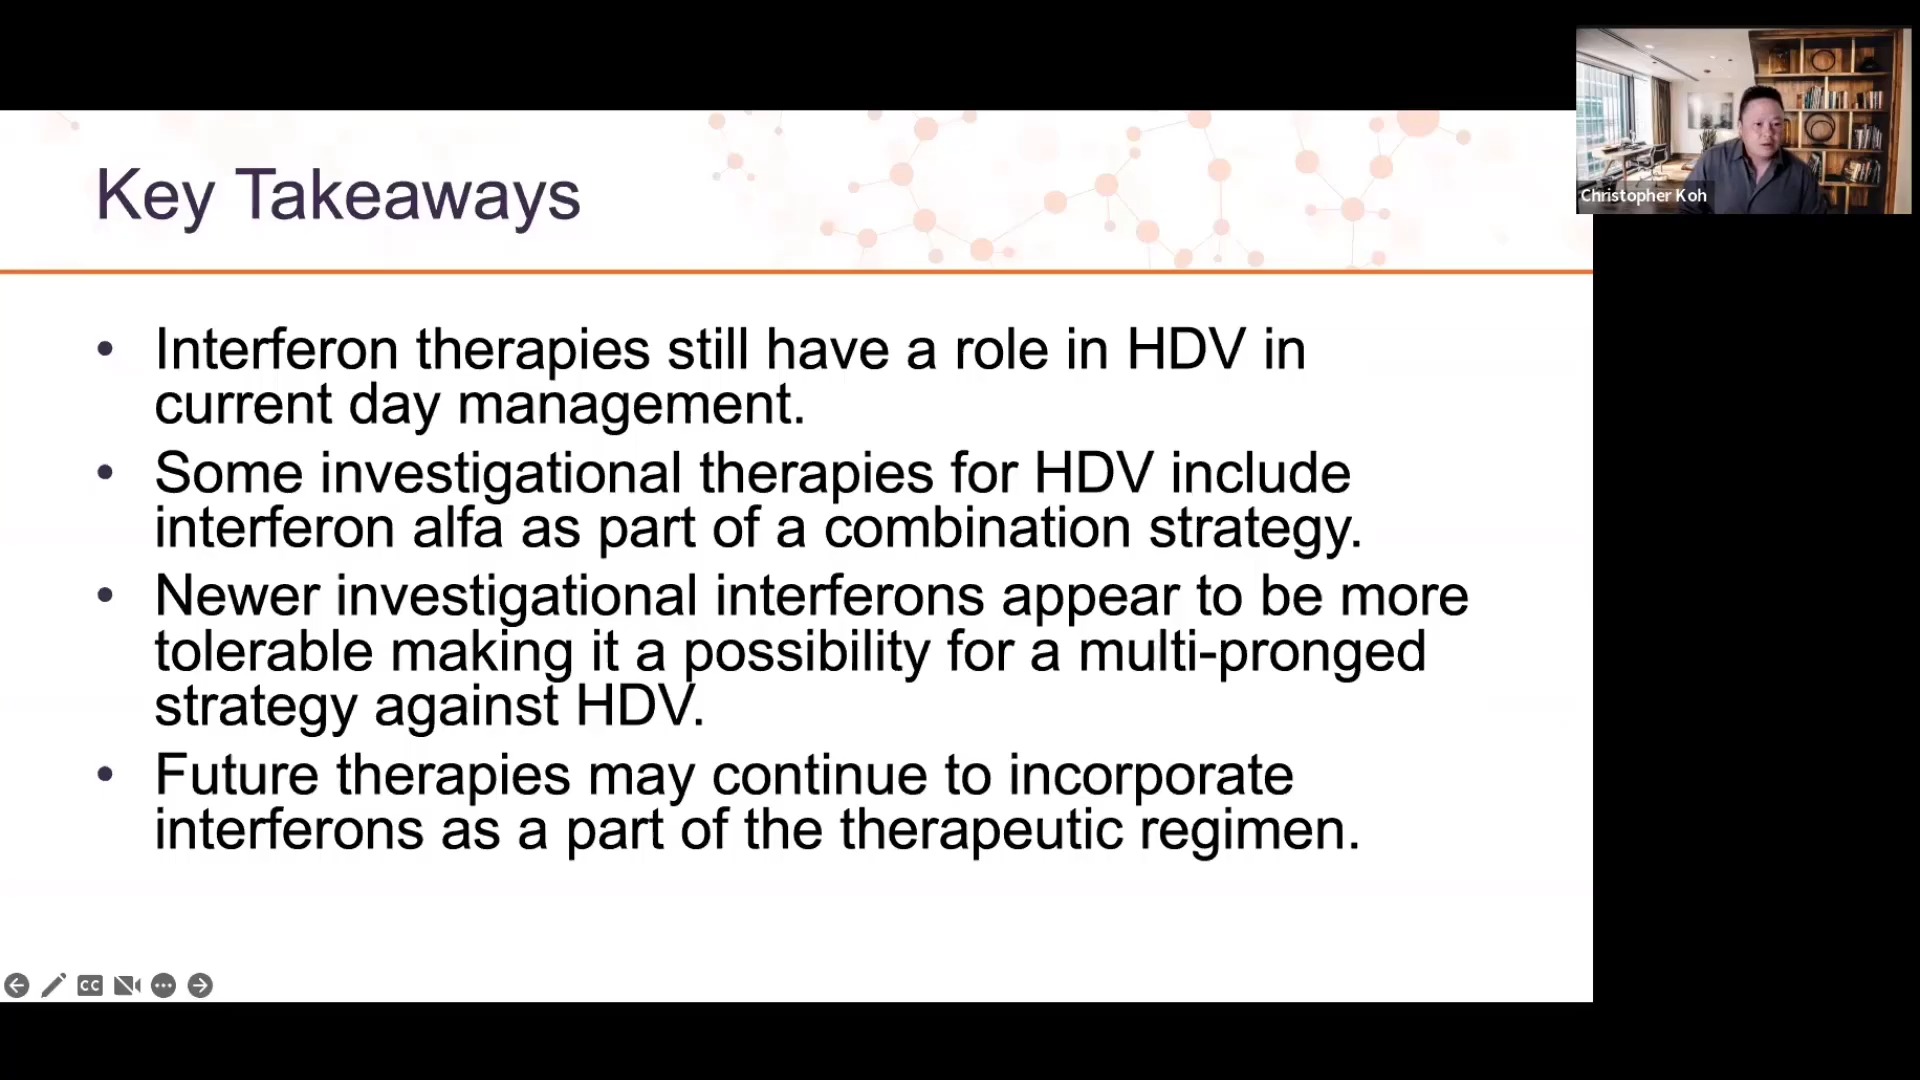 Christopher Koh
Key Takeaways
• Interferon therapies still have a role in HDV in
current day management.
• Some investigational therapies for HDV include
interferon alfa as part of a combination strategy.
• Newer investigational interferons appear to be more
tolerable making it a possibility for a multi-pronged
strategy against HDV.
• Future therapies may continue to incorporate
interferons as a part of the therapeutic regimen.
CC